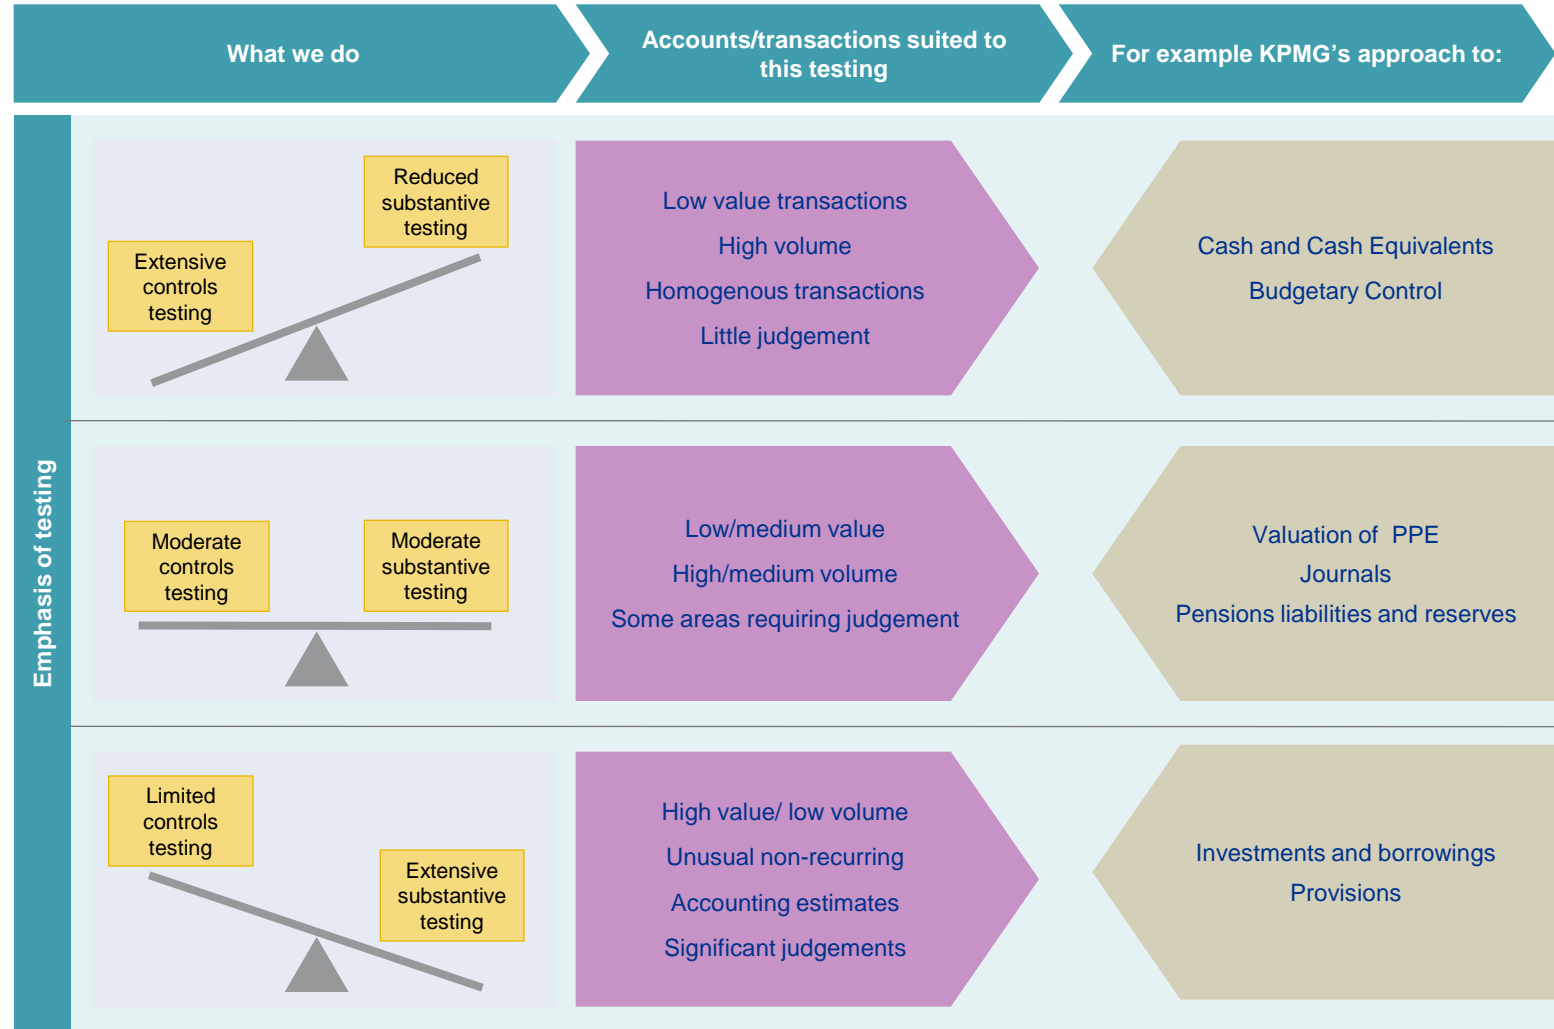 What we do
Accounts/transactions suited to
this testing
For example KPMG's approach to:
Emphasis of testing
Extensive
controls
testing
Reduced
substantive
testing
Low value transactions
High volume
Homogenous transactions
Little judgement
Cash and Cash Equivalents
Budgetary Control
Moderate
controls
testing
Moderate
substantive
testing
Low/medium value
High/medium volume
Some areas requiring judgement
Valuation of  PPE
Journals
Pensions liabilities and reserves
Limited
controls
testing
Extensive
substantive
testing
High value/ low volume
Unusual non-recurring
Accounting estimates
Significant judgements
Investments and borrowings
Provisions